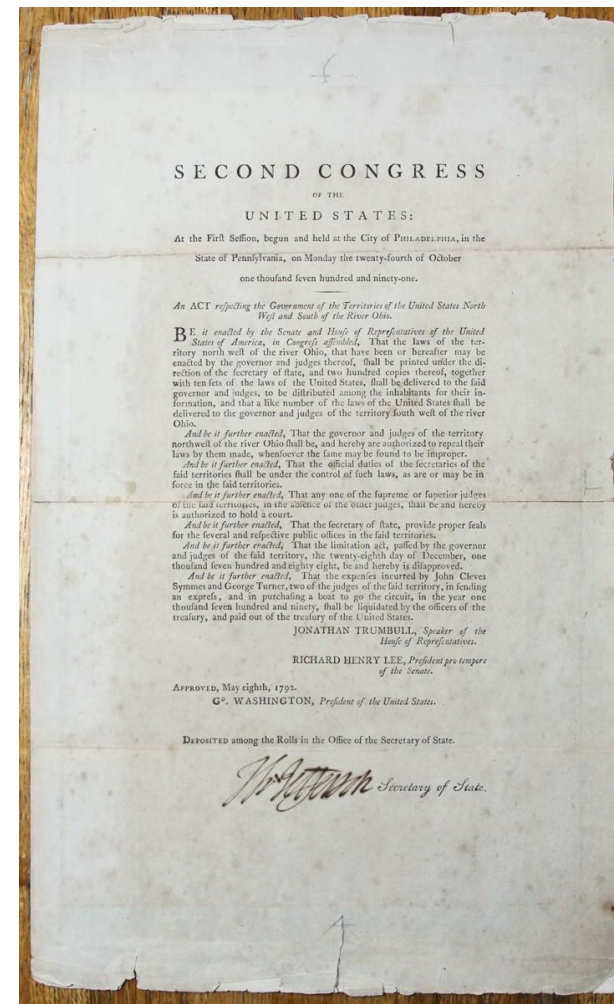 SECOND CONGRESS
OF THE
UNITED STATES:
At the Firſt Seſſion, begun and held at the City of PHILADELPHIA, in the
State of Pennſylvania, on Monday the twenty-fourth of October
one thouſand ſeven hundred and ninety-one.
An ACT reſpecting the Government of the Territories of the United States North
Weſt and South of the River Ohio.
BE it enacted by the Senate and Houſe of Repreſentatives of the United
States of America, in Congreſs aſſembled, That the laws of the ter-
ritory north weſt of the river Ohio, that have been or hereafter may be
enacted by the governor and judges thereof, ſhall be printed under the di-
rection of the ſecretary of ſtate, and two hundred copies thereof, together
with ten ſets of the laws of the United States, ſhall be delivered to the ſaid
governor and judges, to be diſtributed among the inhabitants for their in-
formation, and that a like number of the laws of the United States ſhall be
delivered to the governor and judges of the territory ſouth weſt of the river
Ohio.
And be it further enacted, That the governor and judges of the territory
northweſt of the river Ohio ſhall be, and hereby are authorized to repeal their
laws by them made, whenſoever the ſame may be found to be improper.
And be it further enacted, That the official duties of the ſecretaries of the
ſaid territories ſhall be under the control of ſuch laws, as are or may be in
force in the ſaid territories.
And be it further enacted, That any one of the ſupreme or ſuperior judges
of the ſaid territories, in the abſence of the other judges, ſhall be and hereby
is authorized to hold a court.
And be it further enacted, That the ſecretary of ſtate, provide proper ſeals
for the ſeveral and reſpective public offices in the ſaid territories.
And be it further enacted, That the limitation act, paſſed by the governor
and judges of the ſaid territory, the twenty-eighth day of December, one
thouſand ſeven hundred and eighty eight, be and hereby is diſapproved.
And be it further enacted, That the expenſes incurred by John Cleves
Symmes and George Turner, two of the judges of the ſaid territory, in ſending
an expreſs, and in purchaſing a boat to go the circuit, in the year one
thouſand ſeven hundred and ninety, ſhall be liquidated by the officers of the
treaſury, and paid out of the treaſury of the United States.
JONATHAN TRUMBULL, Speaker of the
Houſe of Repreſentatives.
RICHARD HENRY LEE, Preſident pro tempore
of the Senate.
APPROVED, May eighth, 1792.
Go. WASHINGTON, Preſident of the United States.
DEPOSITED among the Rolls in the Office of the Secretary of State.
Th: Jefferson Secretary of State.